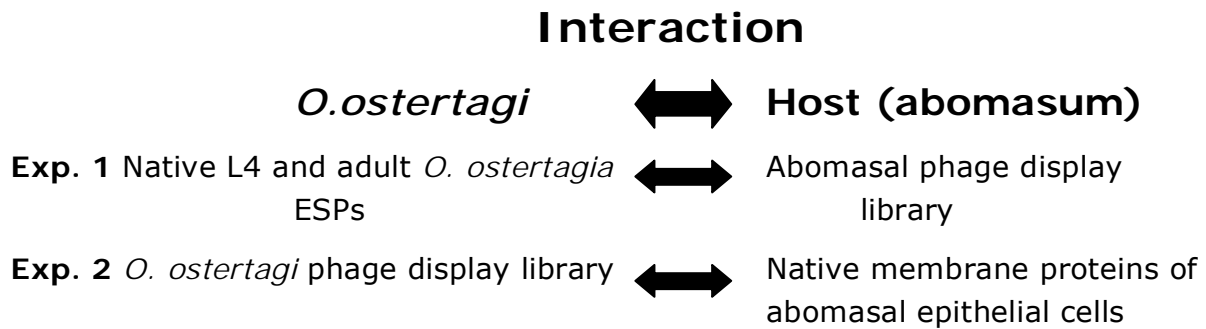 Interaction
O.ostertagi Host (abomasum)
Exp. 1 Native L4 and adult O. ostertagia Abomasal phage display
ESPs library
Exp. 2 O. ostertagi phage display library Native membrane proteins of
abomasal epithelial cells